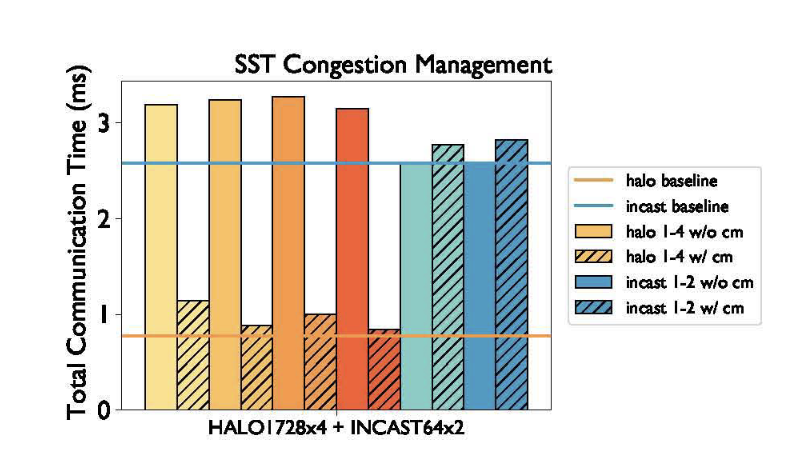 SST Congestion Management
Total Communication Time (ms)
3
2
1
0
HALO1728x4 + INCAST64x2
halo baseline
incast baseline
halo 1-4 w/o cm
halo 1-4 w/ cm
incast 1-2 w/o cm
incast 1-2 w/ cm